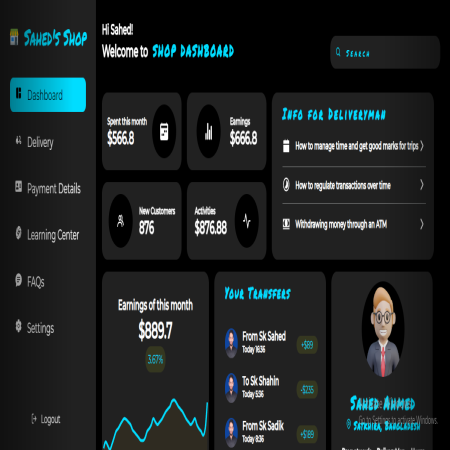 Sahed's Shop
Dashboard
Delivery
Payment Details
Learning Center
FAQs
Settings
Logout
Hi Sahed!
Welcome to SHOP DASHBOARD
Search
Spent this month
$566.8
Earnings
$666.8
New Customers
876
Activities
$876.88
Info for Deliveryman
How to manage time and get good marks for trips
How to regulate transactions over time
Withdrawing money through an ATM
Earnings of this month
$889.7
3.67%
Your Transfers
From Sk Sahed
Today 16:36
+$89
To Sk Shahin
Today 5:36
-$235
From Sk Sadik
Today 8:36
+$189
Sahed Ahmed
Go to Settings to activate Windows.
Satkhira, Bangladesh